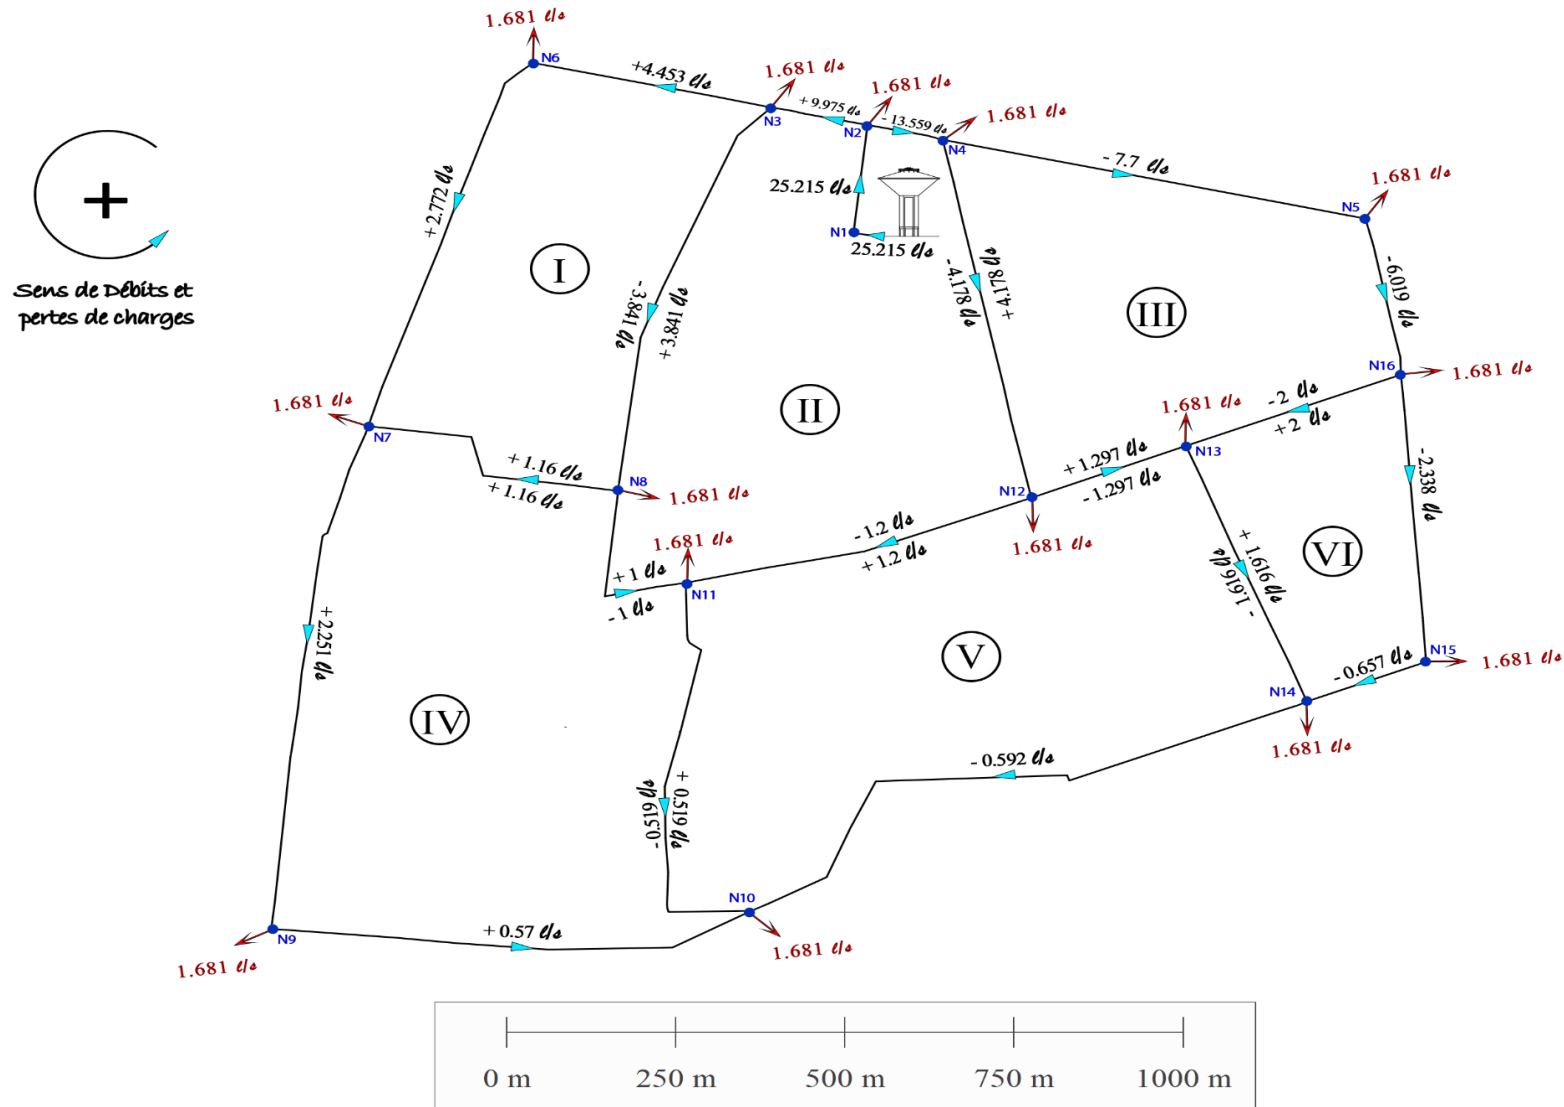 1.681 l/s
N6
+4.453 l/s
1.681 l/s
N3
+ 9.975 l/s
1.681 l/s
N2
- 13.559 l/s
1.681 l/s
N4
- 7.7 l/s
1.681 l/s
N5
+
Sens de Débits et
pertes de charges
+ 2.772 l/s
I
- 3.841 l/s
+ 3.841 l/s
25.215 l/s
N1
25.215 l/s
- 4.178 l/s
+ 4.178 l/s
III
- 6.019 l/s
II
N16
1.681 l/s
- 2 l/s
+ 2 l/s
1.681 l/s
N13
1.681 l/s
N7
+ 1.16 l/s
+ 1.16 l/s
N8
1.681 l/s
+ 1.297 l/s
- 1.297 l/s
N12
1.681 l/s
- 1.2 l/s
+ 1.2 l/s
1.681 l/s
+ 1 l/s
- 1 l/s
N11
- 2.338 l/s
+ 1.616 l/s
- 1.616 l/s
VI
+ 2.251 l/s
V
N15
1.681 l/s
- 0.657 l/s
N14
1.681 l/s
IV
- 0.592 l/s
+ 0.519 l/s
- 0.519 l/s
N10
1.681 l/s
N9
1.681 l/s
+ 0.57 l/s
0 m
250 m
500 m
750 m
1000 m